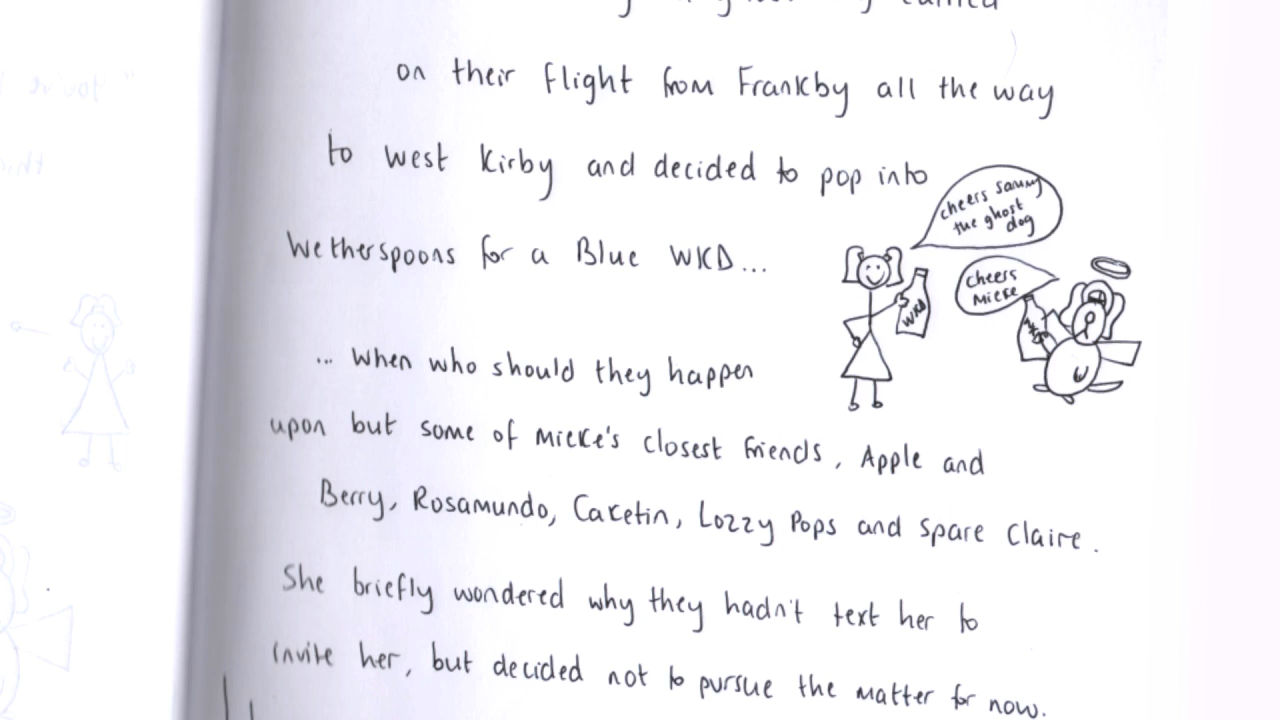 on their flight from Frankby all the way
to west Kirby and decided to pop into
Wetherspoons for a Blue WKD...
cheers sammy
the ghost
dog
cheers
Mieke
WKD
... when who should they happen
upon but some of Mieke's closest friends, Apple and
Berry, Rosamundo, Caketin, Lozzy Pops and Spare Claire.
She briefly wondered why they hadn't text her to
invite her, but decided not to pursue the matter for now.